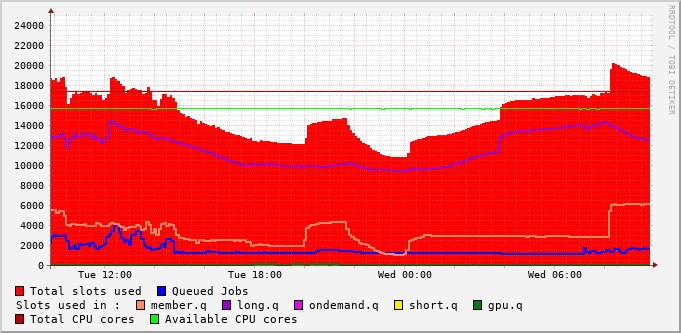 24000
22000
20000
18000
16000
14000
12000
10000
8000
6000
4000
2000
0
Tue 12:00 Tue 18:00 Wed 00:00 Wed 06:00
Total slots used Queued Jobs
Slots used in : member.q long.q ondemand.q short.q gpu.q
Total CPU cores Available CPU cores
RRDTOOL / TOBI OETIKER